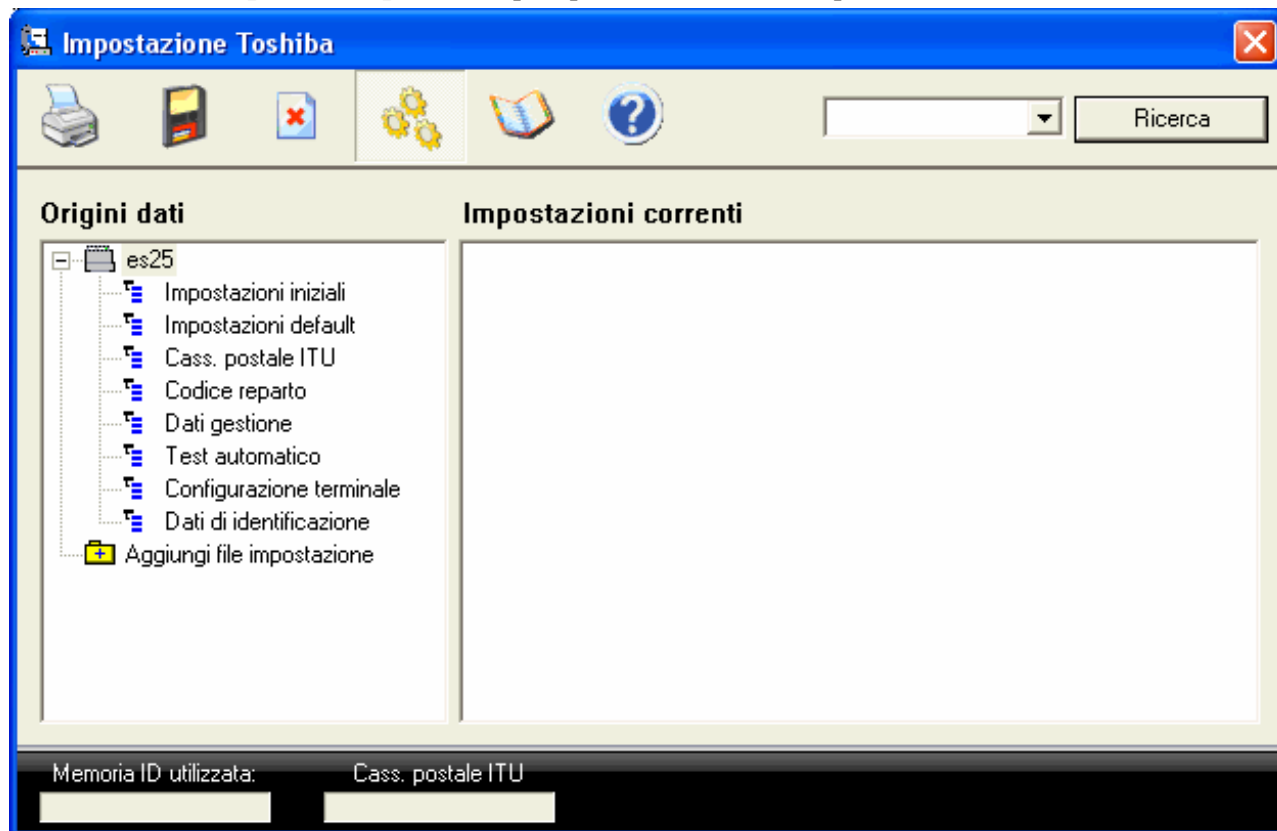 Impostazione Toshiba
Ricerca
Origini dati
Impostazioni correnti
es25
Impostazioni iniziali
Impostazioni default
Cass. postale ITU
Codice reparto
Dati gestione
Test automatico
Configurazione terminale
Dati di identificazione
Aggiungi file impostazione
Memoria ID utilizzata: Cass. postale ITU